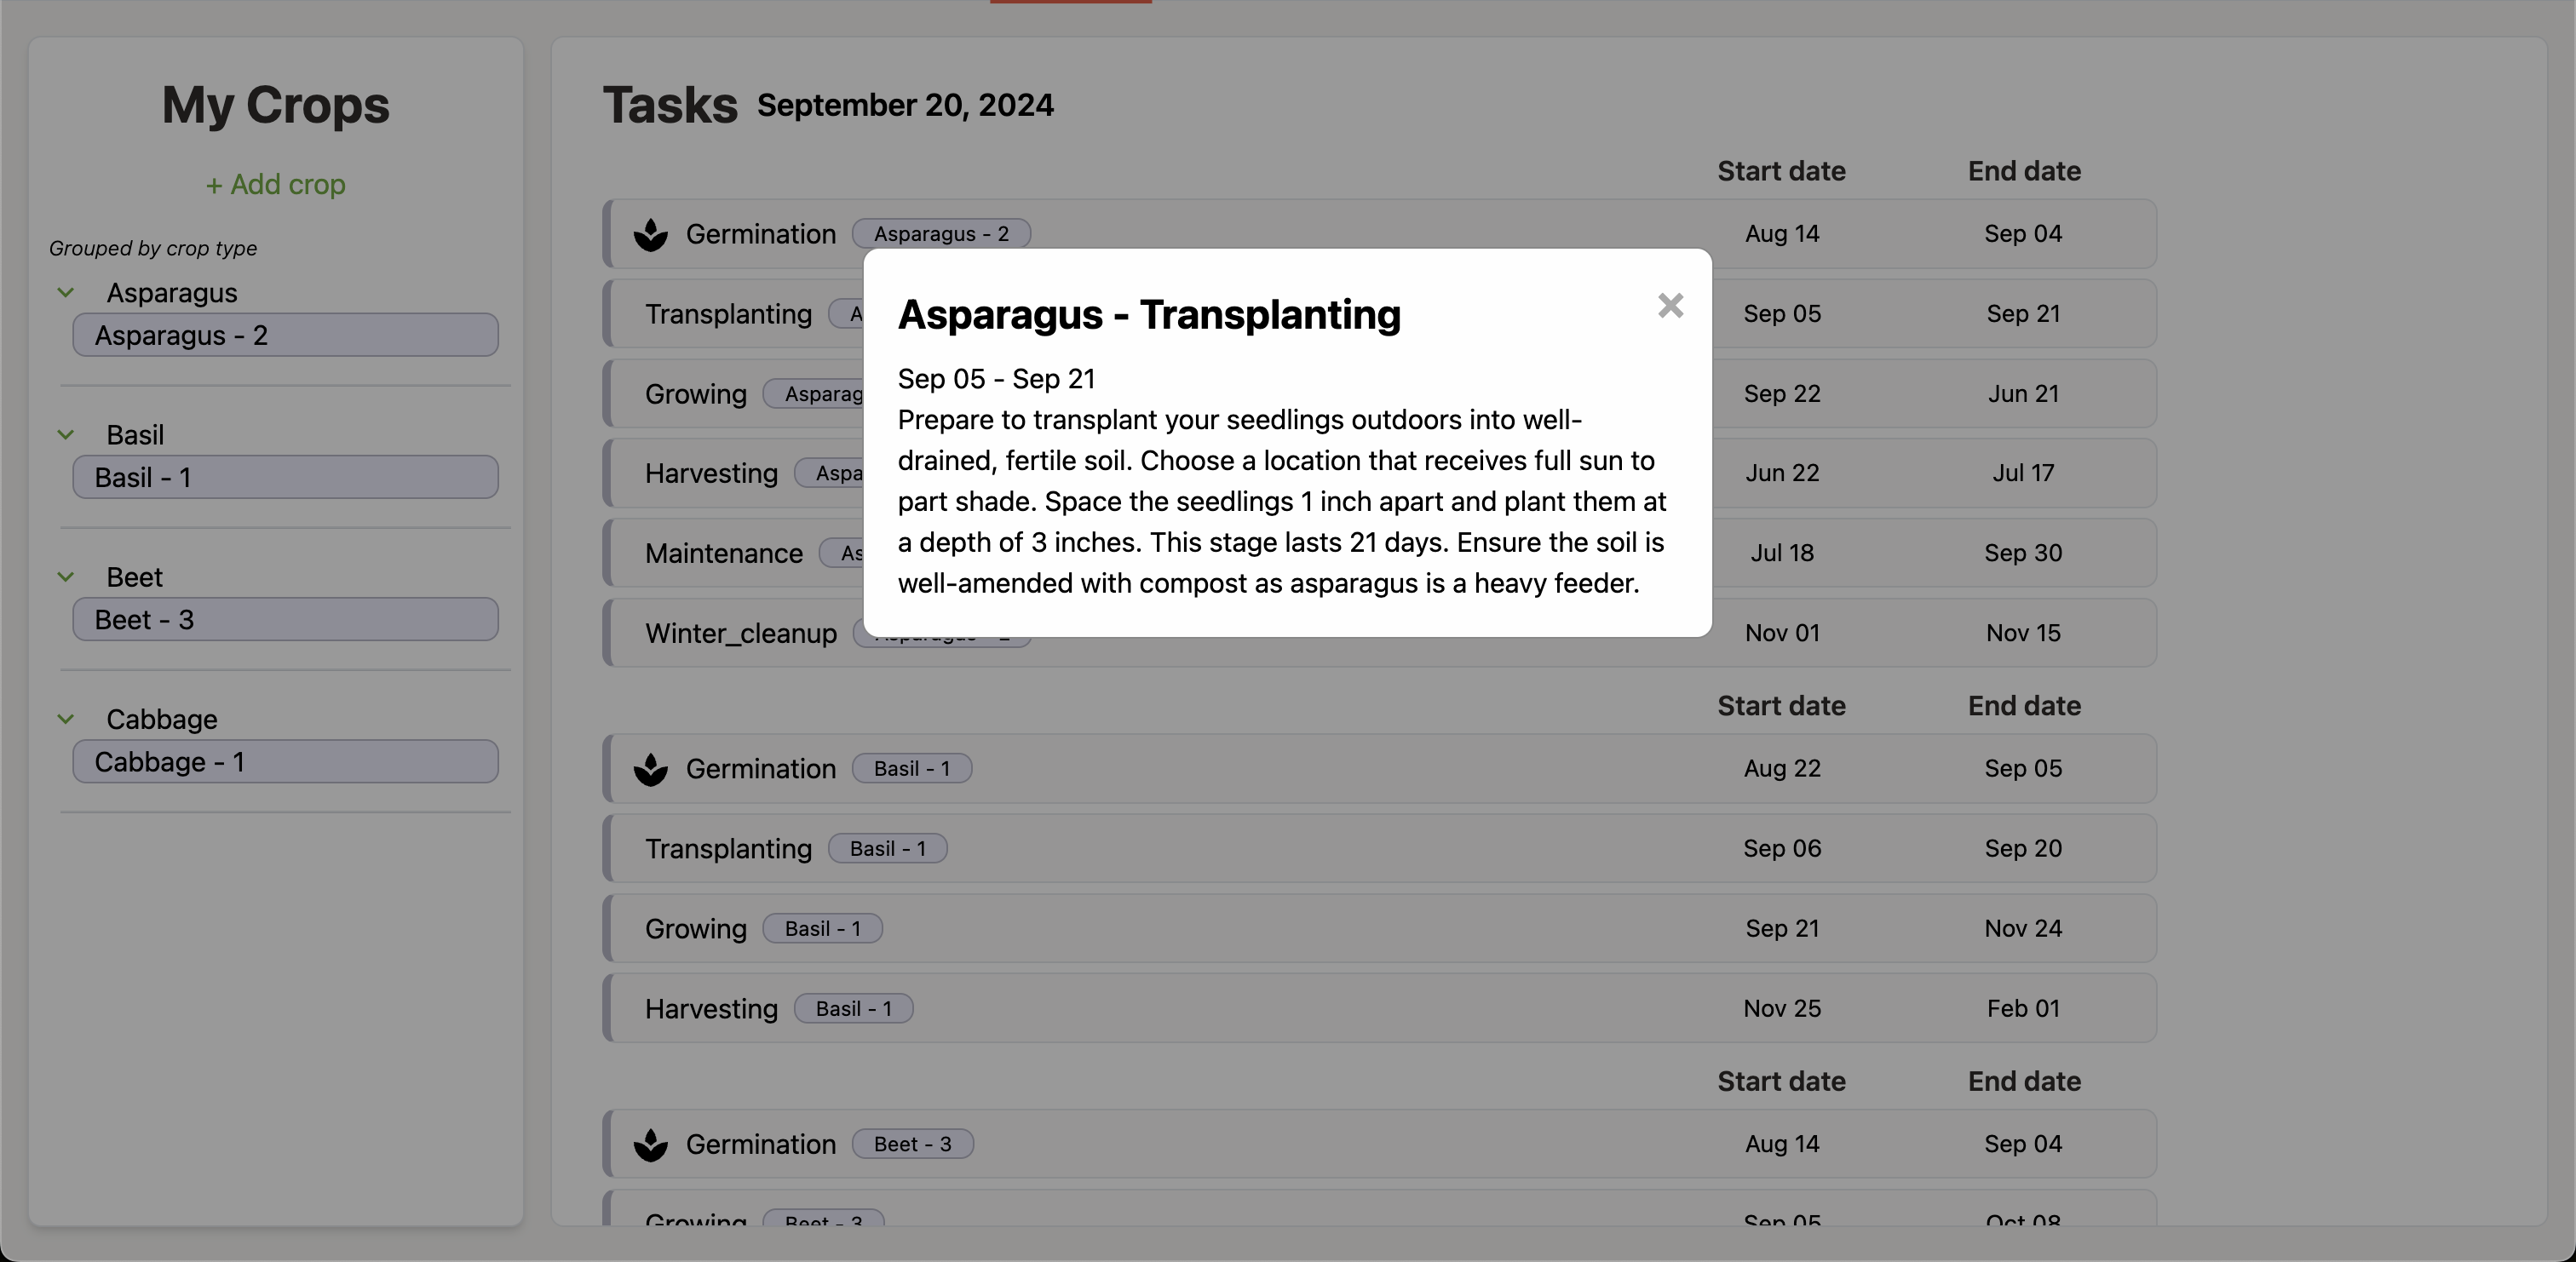 My Crops
+ Add crop
Grouped by crop type
Asparagus
Asparagus - 2
Basil
Basil - 1
Beet
Beet - 3
Cabbage
Cabbage - 1
Tasks September 20, 2024
Start date End date
Germination Asparagus - 2 Aug 14 Sep 04
Transplanting A Sep 05 Sep 21
Growing Asparag Sep 22 Jun 21
Harvesting Aspa Jun 22 Jul 17
Maintenance As Jul 18 Sep 30
Winter_cleanup Asparagus - 2 Nov 01 Nov 15
Asparagus - Transplanting ×
Sep 05 - Sep 21
Prepare to transplant your seedlings outdoors into well-
drained, fertile soil. Choose a location that receives full sun to
part shade. Space the seedlings 1 inch apart and plant them at
a depth of 3 inches. This stage lasts 21 days. Ensure the soil is
well-amended with compost as asparagus is a heavy feeder.
Start date End date
Germination Basil - 1 Aug 22 Sep 05
Transplanting Basil - 1 Sep 06 Sep 20
Growing Basil - 1 Sep 21 Nov 24
Harvesting Basil - 1 Nov 25 Feb 01
Start date End date
Germination Beet - 3 Aug 14 Sep 04
Growing Beet - 3 Sep 05 Oct 08